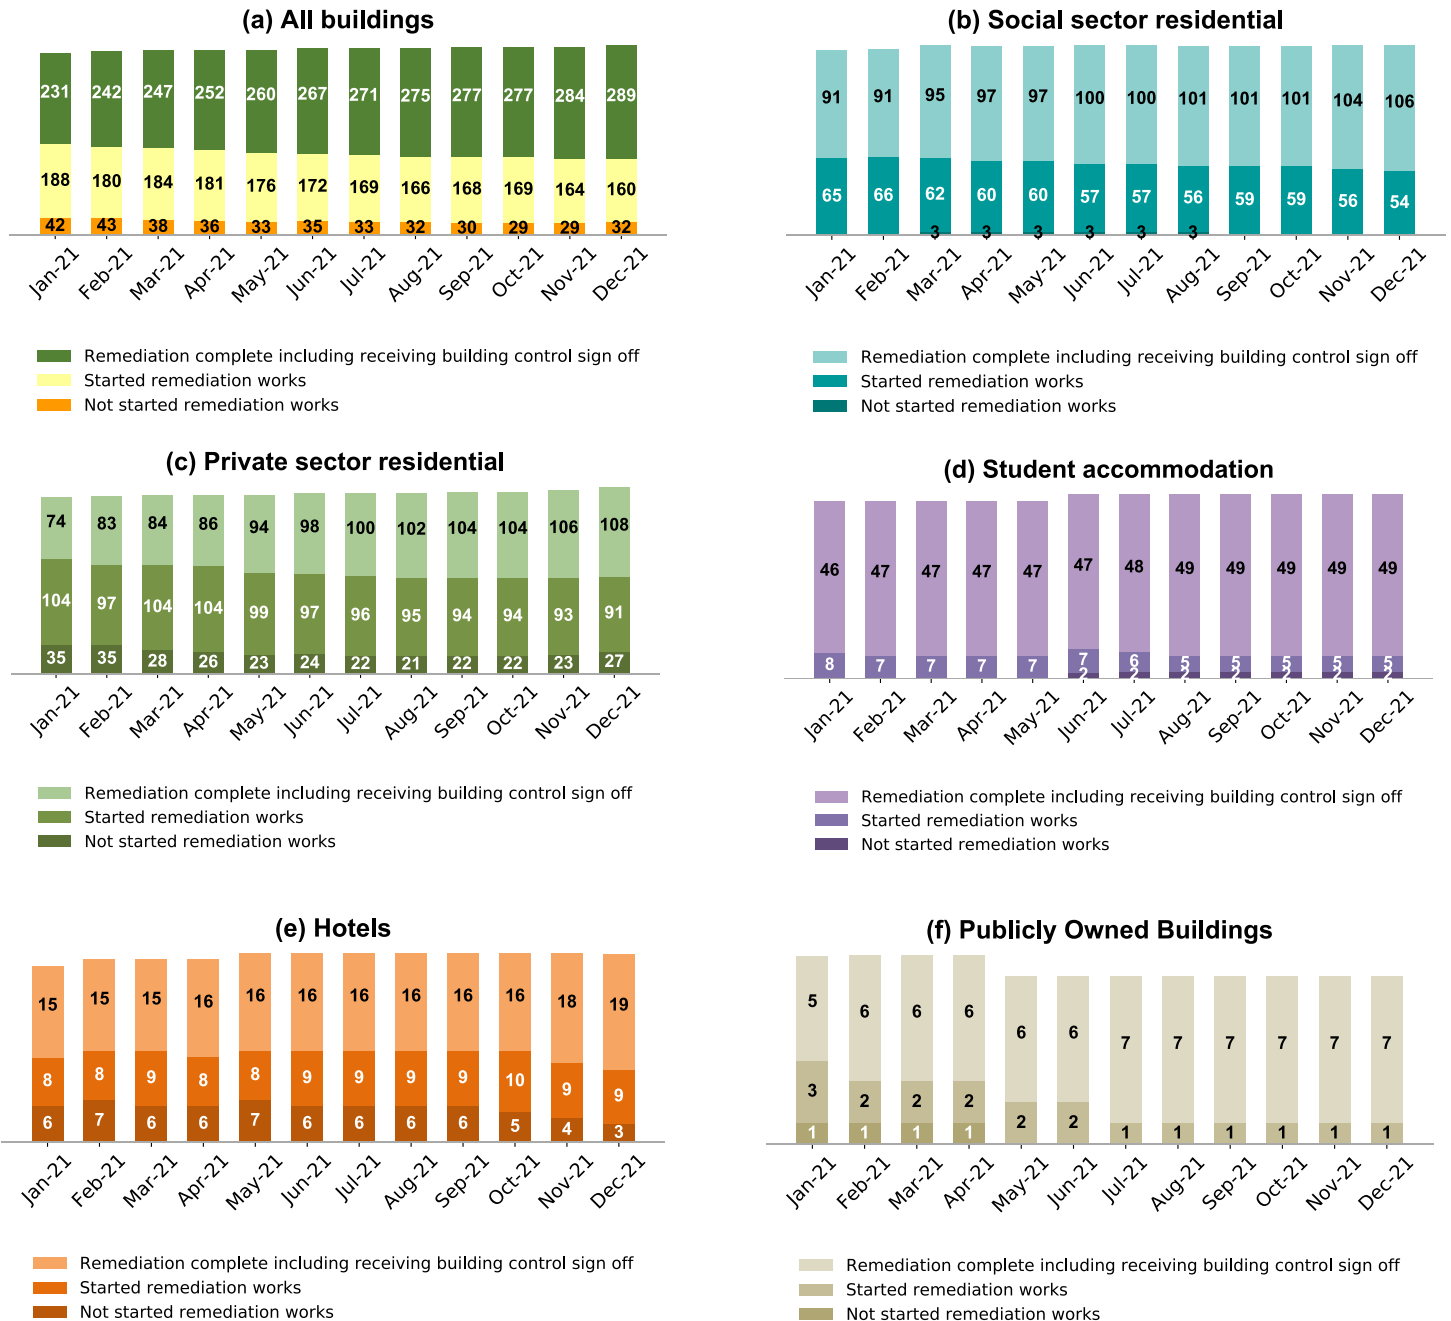 (a) All buildings
231 242 247 252 260 267 271 275 277 277 284 289
188 180 184 181 176 172 169 166 168 169 164 160
42 43 38 36 33 35 33 32 30 29 29 32
Jan-21 Feb-21 Mar-21 Apr-21 May-21 Jun-21 Jul-21 Aug-21 Sep-21 Oct-21 Nov-21 Dec-21
Remediation complete including receiving building control sign off
Started remediation works
Not started remediation works
(b) Social sector residential
91 91 95 97 97 100 100 101 101 101 104 106
65 66 62 60 60 57 57 56 59 59 56 54
3 3 3 3 3 3
Jan-21 Feb-21 Mar-21 Apr-21 May-21 Jun-21 Jul-21 Aug-21 Sep-21 Oct-21 Nov-21 Dec-21
Remediation complete including receiving building control sign off
Started remediation works
Not started remediation works
(c) Private sector residential
74 83 84 86 94 98 100 102 104 104 106 108
104 97 104 104 99 97 96 95 94 94 93 91
35 35 28 26 23 24 22 21 22 22 23 27
Jan-21 Feb-21 Mar-21 Apr-21 May-21 Jun-21 Jul-21 Aug-21 Sep-21 Oct-21 Nov-21 Dec-21
Remediation complete including receiving building control sign off
Started remediation works
Not started remediation works
(d) Student accommodation
46 47 47 47 47 47 48 49 49 49 49 49
8 7 7 7 7 7 6 5 5 5 5 5
2 2 2 2 2 2 2
Jan-21 Feb-21 Mar-21 Apr-21 May-21 Jun-21 Jul-21 Aug-21 Sep-21 Oct-21 Nov-21 Dec-21
Remediation complete including receiving building control sign off
Started remediation works
Not started remediation works
(e) Hotels
15 15 15 16 16 16 16 16 16 16 18 19
8 8 9 8 8 9 9 9 9 10 9 9
6 7 6 6 7 6 6 6 6 5 4 3
Jan-21 Feb-21 Mar-21 Apr-21 May-21 Jun-21 Jul-21 Aug-21 Sep-21 Oct-21 Nov-21 Dec-21
Remediation complete including receiving building control sign off
Started remediation works
Not started remediation works
(f) Publicly Owned Buildings
5 6 6 6 6 6 7 7 7 7 7 7
3 2 2 2 2 2 1 1 1 1 1 1
1 1 1 1
Jan-21 Feb-21 Mar-21 Apr-21 May-21 Jun-21 Jul-21 Aug-21 Sep-21 Oct-21 Nov-21 Dec-21
Remediation complete including receiving building control sign off
Started remediation works
Not started remediation works